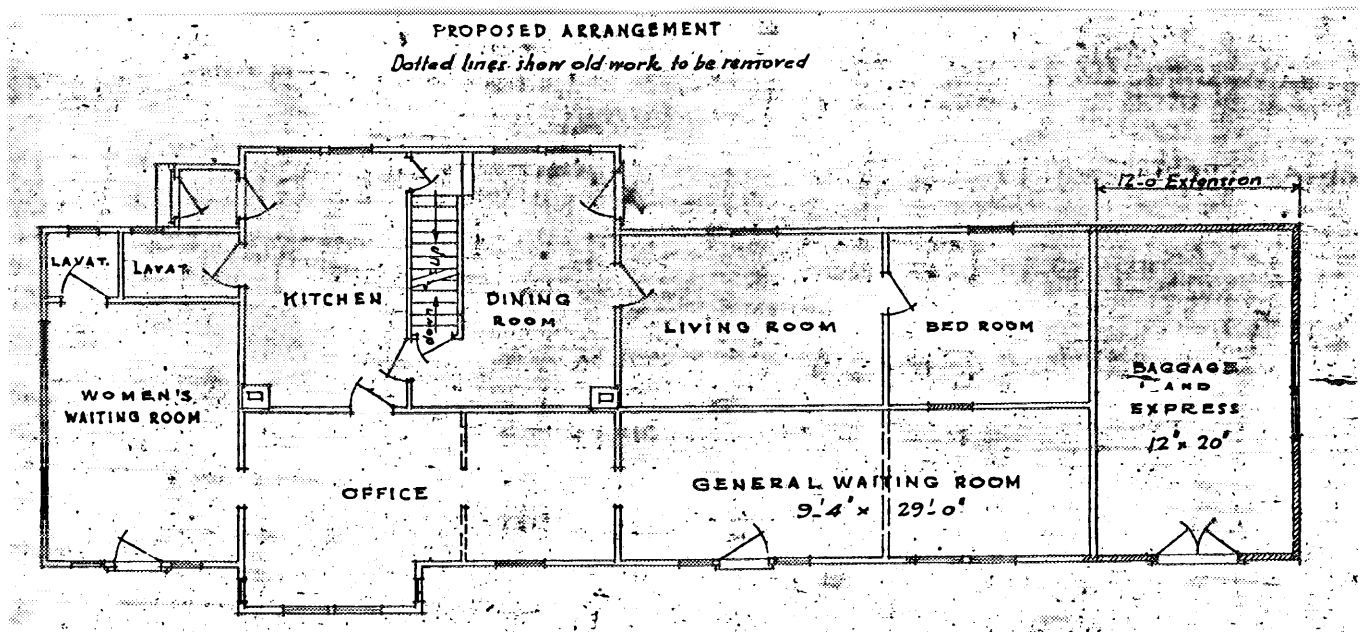 PROPOSED ARRANGEMENT
Dotted lines show old work to be removed
12'-0 Extention
LAVAT.
LAVAT.
UP
down
KITCHEN
DINING
ROOM
LIVING ROOM
BED ROOM
BAGGAGE
AND
EXPRESS
12' x 20'
WOMEN'S
WAITING ROOM
OFFICE
GENERAL WAITING ROOM
9'-4" x 29'-0"